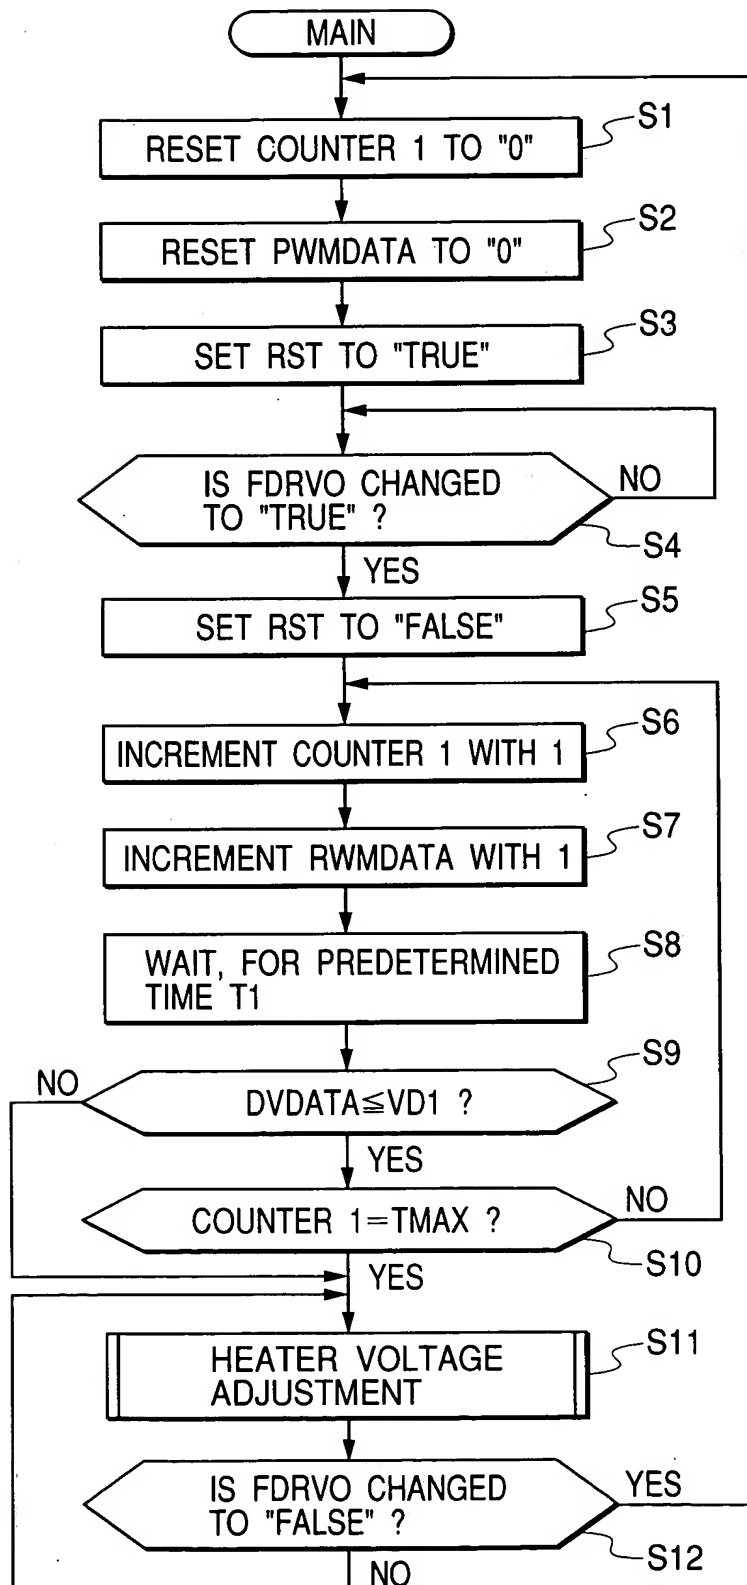 MAIN
RESET COUNTER 1 TO "0"
S1
RESET PWMDATA TO "0"
S2
SET RST TO "TRUE"
S3
IS FDRVO CHANGED
TO "TRUE" ?
NO
S4
YES
SET RST TO "FALSE"
S5
INCREMENT COUNTER 1 WITH 1
S6
INCREMENT RWMDATA WITH 1
S7
WAIT, FOR PREDETERMINED
TIME T1
S8
NO
DVDATA≦VD1 ?
S9
YES
COUNTER 1=TMAX ?
NO
S10
YES
HEATER VOLTAGE
ADJUSTMENT
S11
IS FDRVO CHANGED
TO "FALSE" ?
YES
S12
NO